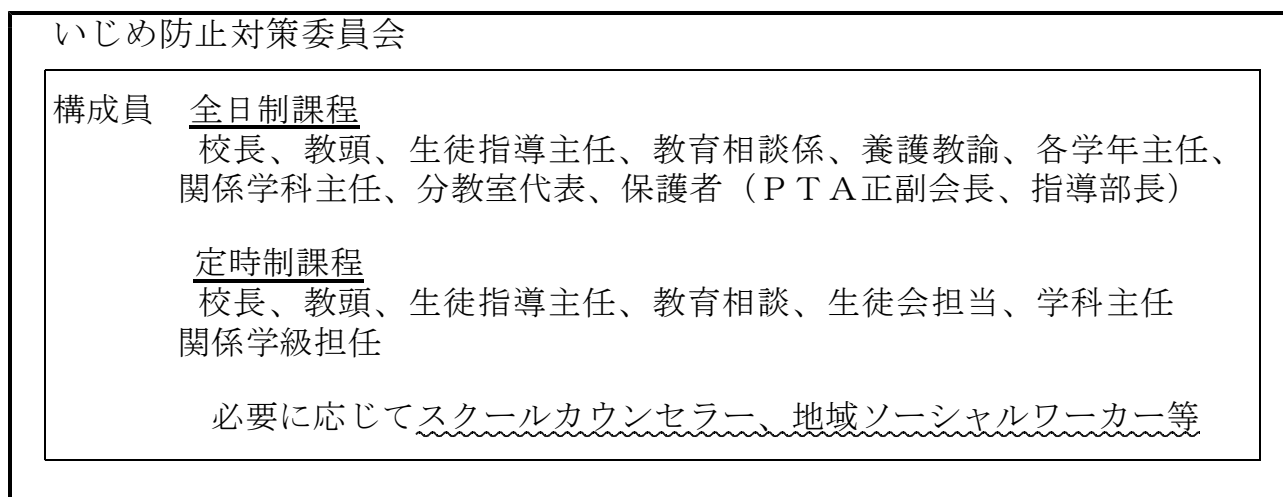 いじめ防止対策委員会
構成員　全日制課程
校長、教頭、生徒指導主任、教育相談係、養護教諭、各学年主任、
関係学科主任、分教室代表、保護者（ＰＴＡ正副会長、指導部長）
定時制課程
校長、教頭、生徒指導主任、教育相談、生徒会担当、学科主任
関係学級担任
必要に応じてスクールカウンセラー、地域ソーシャルワーカー等